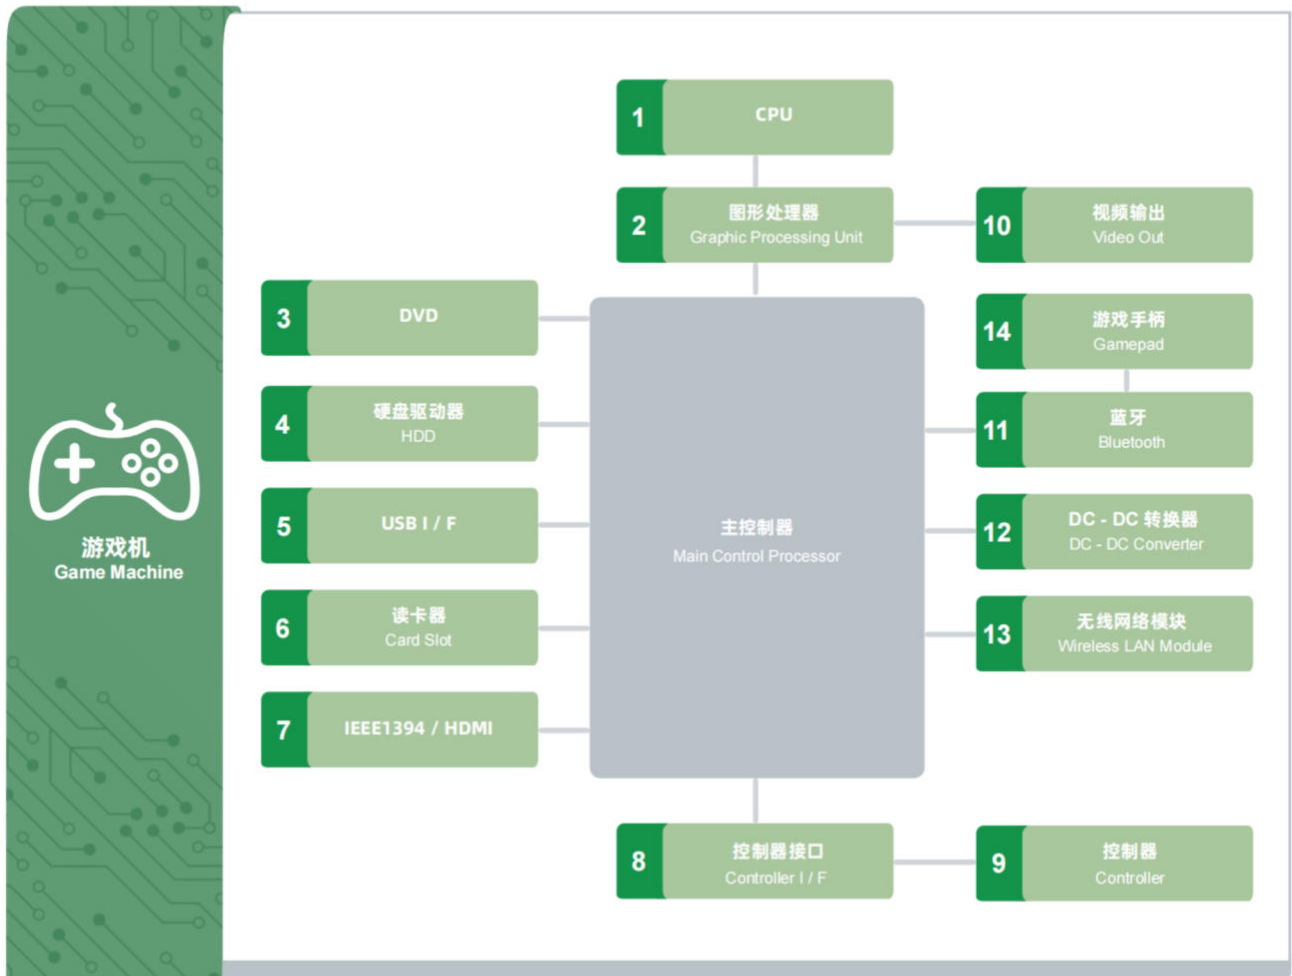 游戏机
Game Machine
1
CPU
2
图形处理器
Graphic Processing Unit
10
视频输出
Video Out
3
DVD
14
游戏手柄
Gamepad
4
硬盘驱动器
HDD
11
蓝牙
Bluetooth
5
USB I / F
主控制器
Main Control Processor
12
DC - DC 转换器
DC - DC Converter
6
读卡器
Card Slot
13
无线网络模块
Wireless LAN Module
7
IEEE1394 / HDMI
8
控制器接口
Controller I / F
9
控制器
Controller